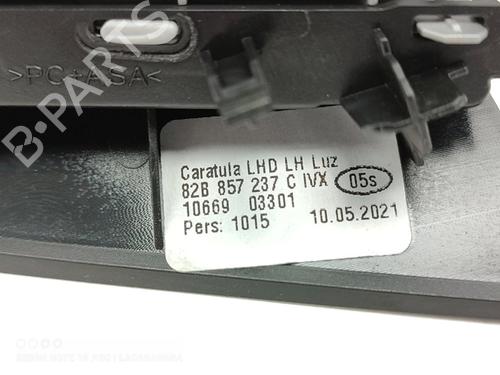 B-PARTS
>PC+ASA<
Caratula LHD LH Luz
82B 857 237 C IVX 05s
10669 03301
Pers: 1015 10.05.2021